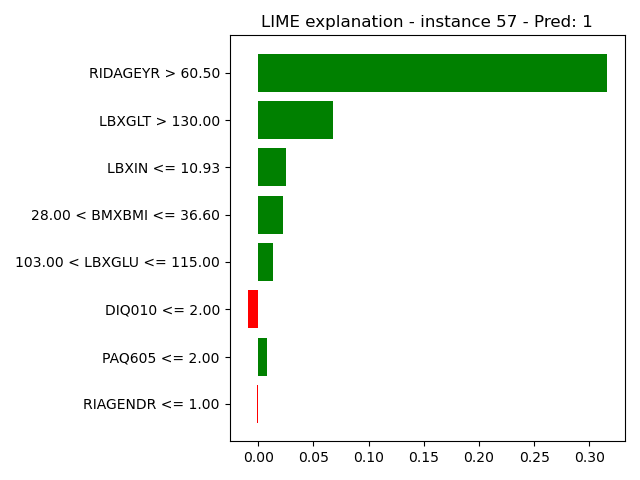 LIME explanation - instance 57 - Pred: 1
RIDAGEYR > 60.50
LBXGLT > 130.00
LBXIN <= 10.93
28.00 < BMXBMI <= 36.60
103.00 < LBXGLU <= 115.00
DIQ010 <= 2.00
PAQ605 <= 2.00
RIAGENDR <= 1.00
0.00 0.05 0.10 0.15 0.20 0.25 0.30